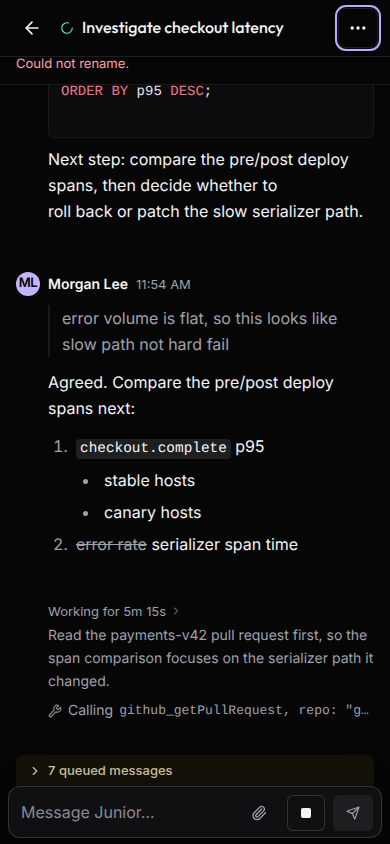 Investigate checkout latency
Could not rename.
ORDER BY p95 DESC;
Next step: compare the pre/post deploy
spans, then decide whether to
roll back or patch the slow serializer path.
ML Morgan Lee 11:54 AM
error volume is flat, so this looks like
slow path not hard fail
Agreed. Compare the pre/post deploy
spans next:
1. checkout.complete p95
• stable hosts
• canary hosts
2. error rate serializer span time
Working for 5m 15s >
Read the payments-v42 pull request first, so the
span comparison focuses on the serializer path it
changed.
Calling github_getPullRequest, repo: "g…
> 7 queued messages
Message Junior...